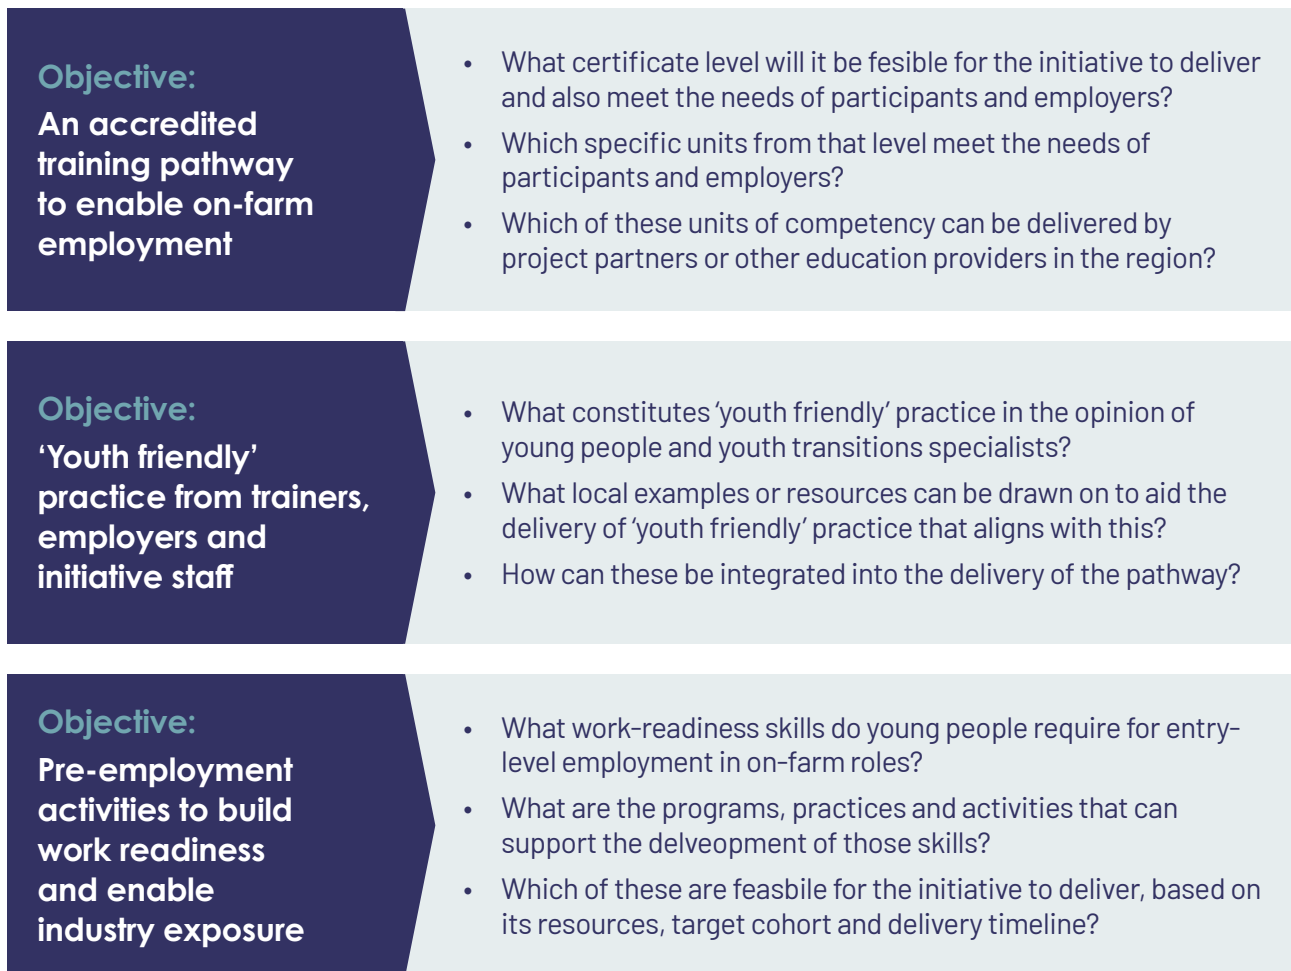 Objective:
An accredited
training pathway
to enable on-farm
employment
• What certificate level will it be fesible for the initiative to deliver
and also meet the needs of participants and employers?
• Which specific units from that level meet the needs of
participants and employers?
• Which of these units of competency can be delivered by
project partners or other education providers in the region?
Objective:
‘Youth friendly’
practice from trainers,
employers and
initiative staff
• What constitutes ‘youth friendly’ practice in the opinion of
young people and youth transitions specialists?
• What local examples or resources can be drawn on to aid the
delivery of ‘youth friendly’ practice that aligns with this?
• How can these be integrated into the delivery of the pathway?
Objective:
Pre-employment
activities to build
work readiness
and enable
industry exposure
• What work-readiness skills do young people require for entry-
level employment in on-farm roles?
• What are the programs, practices and activities that can
support the delveopment of those skills?
• Which of these are feasbile for the initiative to deliver, based on
its resources, target cohort and delivery timeline?